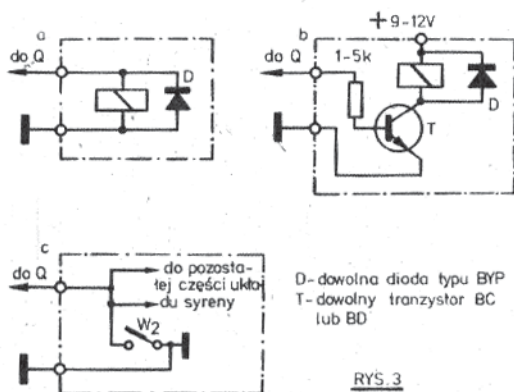 a
do Q
D
b
+ 9-12V
do Q
1-5k
D
T
c
do Q
do pozosta-
łej części ukła-
du syreny
W2
D- dowolna dioda typu BYP
T- dowolny tranzystor BC
lub BD
RYS. 3